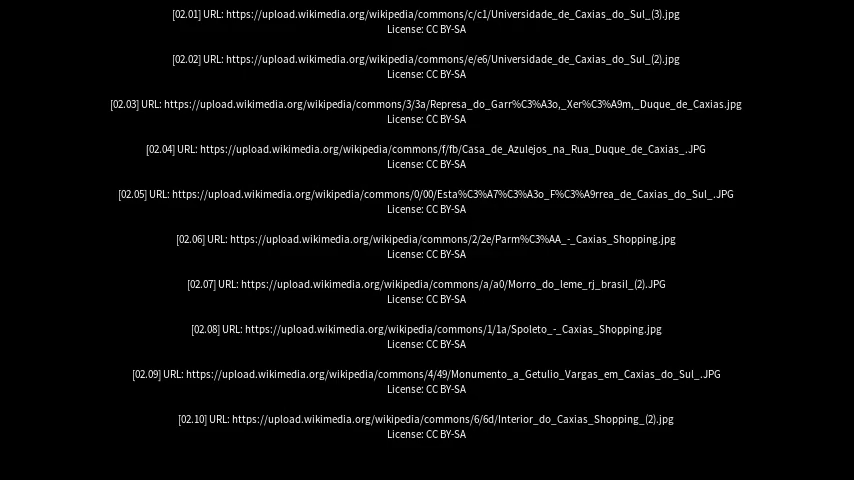 [02.01] URL: https://upload.wikimedia.org/wikipedia/commons/c/c1/Universidade_de_Caxias_do_Sul_(3).jpg
License: CC BY-SA
[02.02] URL: https://upload.wikimedia.org/wikipedia/commons/e/e6/Universidade_de_Caxias_do_Sul_(2).jpg
License: CC BY-SA
[02.03] URL: https://upload.wikimedia.org/wikipedia/commons/3/3a/Represa_do_Garr%C3%A3o,_Xer%C3%A9m,_Duque_de_Caxias.jpg
License: CC BY-SA
[02.04] URL: https://upload.wikimedia.org/wikipedia/commons/f/fb/Casa_de_Azulejos_na_Rua_Duque_de_Caxias_.JPG
License: CC BY-SA
[02.05] URL: https://upload.wikimedia.org/wikipedia/commons/0/00/Esta%C3%A7%C3%A3o_F%C3%A9rrea_de_Caxias_do_Sul_.JPG
License: CC BY-SA
[02.06] URL: https://upload.wikimedia.org/wikipedia/commons/2/2e/Parm%C3%AA_-_Caxias_Shopping.jpg
License: CC BY-SA
[02.07] URL: https://upload.wikimedia.org/wikipedia/commons/a/a0/Morro_do_leme_rj_brasil_(2).JPG
License: CC BY-SA
[02.08] URL: https://upload.wikimedia.org/wikipedia/commons/1/1a/Spoleto_-_Caxias_Shopping.jpg
License: CC BY-SA
[02.09] URL: https://upload.wikimedia.org/wikipedia/commons/4/49/Monumento_a_Getulio_Vargas_em_Caxias_do_Sul_.JPG
License: CC BY-SA
[02.10] URL: https://upload.wikimedia.org/wikipedia/commons/6/6d/Interior_do_Caxias_Shopping_(2).jpg
License: CC BY-SA